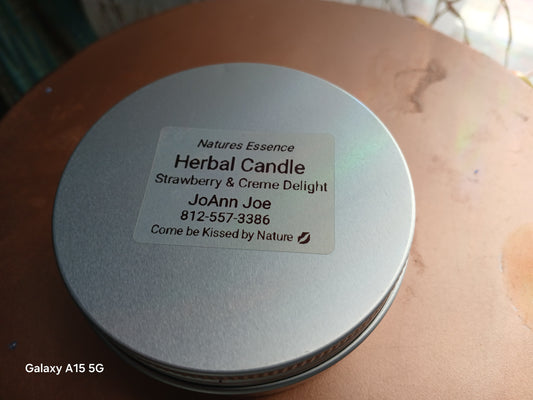 Natures Essence
Herbal Candle
Strawberry & Creme Delight
JoAnn Joe
812-557-3386
Come be Kissed by Nature
Galaxy A15 5G